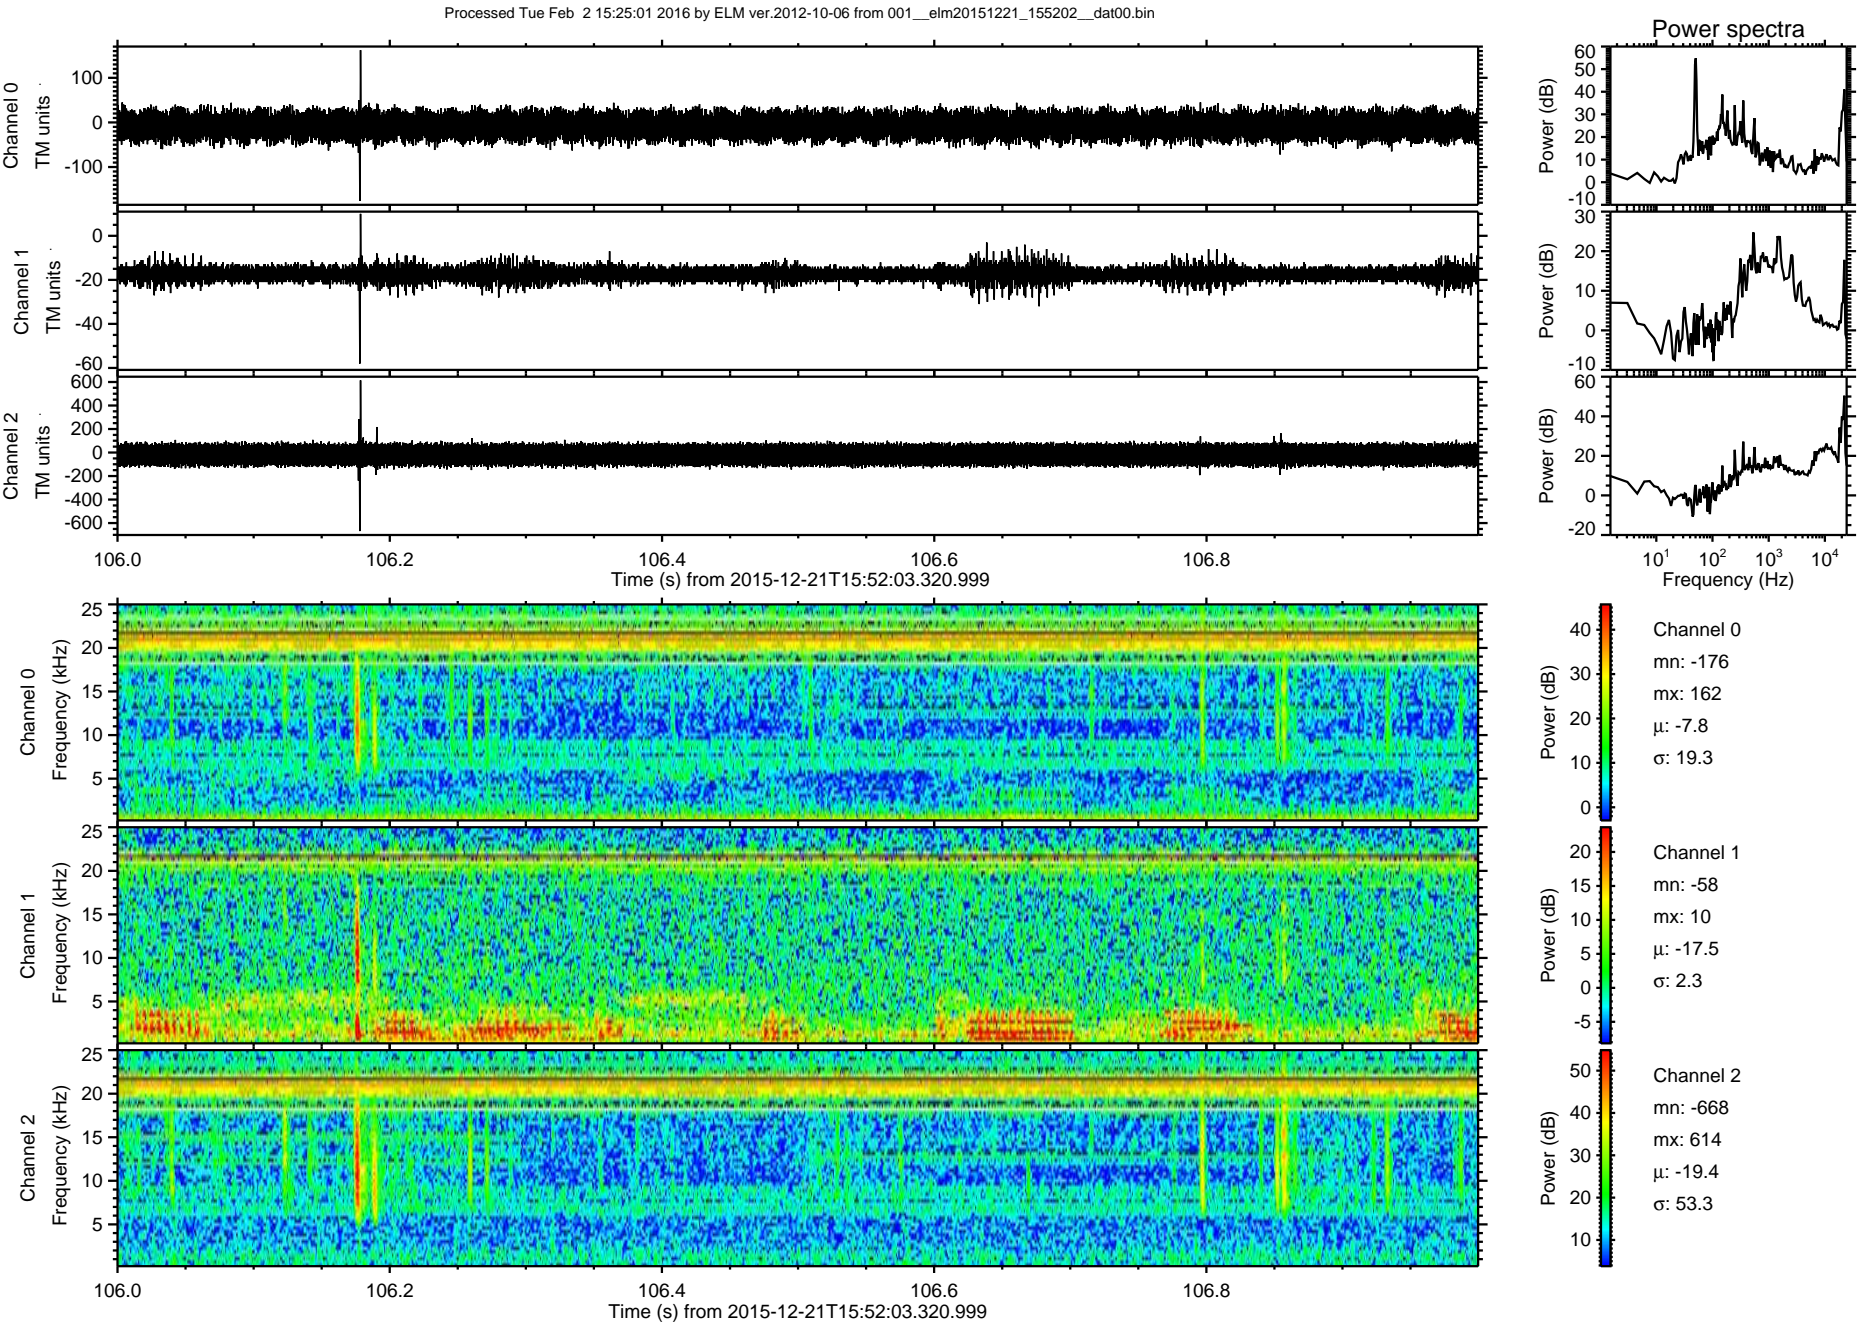 Processed Tue Feb  2 15:25:01 2016 by ELM ver.2012-10-06 from 001__elm20151221_155202__dat00.bin
Power spectra
Channel 0
TM units
100
0
-100
Power (dB)
60
50
40
30
20
10
0
-10
Channel 1
TM units
0
-20
-40
-60
Power (dB)
30
20
10
0
-10
Channel 2
TM units
600
400
200
0
-200
-400
-600
Power (dB)
60
40
20
0
-20
106.0 106.2 106.4 106.6 106.8
Time (s) from 2015-12-21T15:52:03.320.999
10¹ 10² 10³ 10⁴
Frequency (Hz)
Channel 0
Frequency (kHz)
25
20
15
10
5
Power (dB)
40
30
20
10
0
Channel 0
mn: -176
mx: 162
μ: -7.8
σ: 19.3
Channel 1
Frequency (kHz)
25
20
15
10
5
Power (dB)
20
15
10
5
0
-5
Channel 1
mn: -58
mx: 10
μ: -17.5
σ: 2.3
Channel 2
Frequency (kHz)
25
20
15
10
5
Power (dB)
50
40
30
20
10
Channel 2
mn: -668
mx: 614
μ: -19.4
σ: 53.3
106.0 106.2 106.4 106.6 106.8
Time (s) from 2015-12-21T15:52:03.320.999